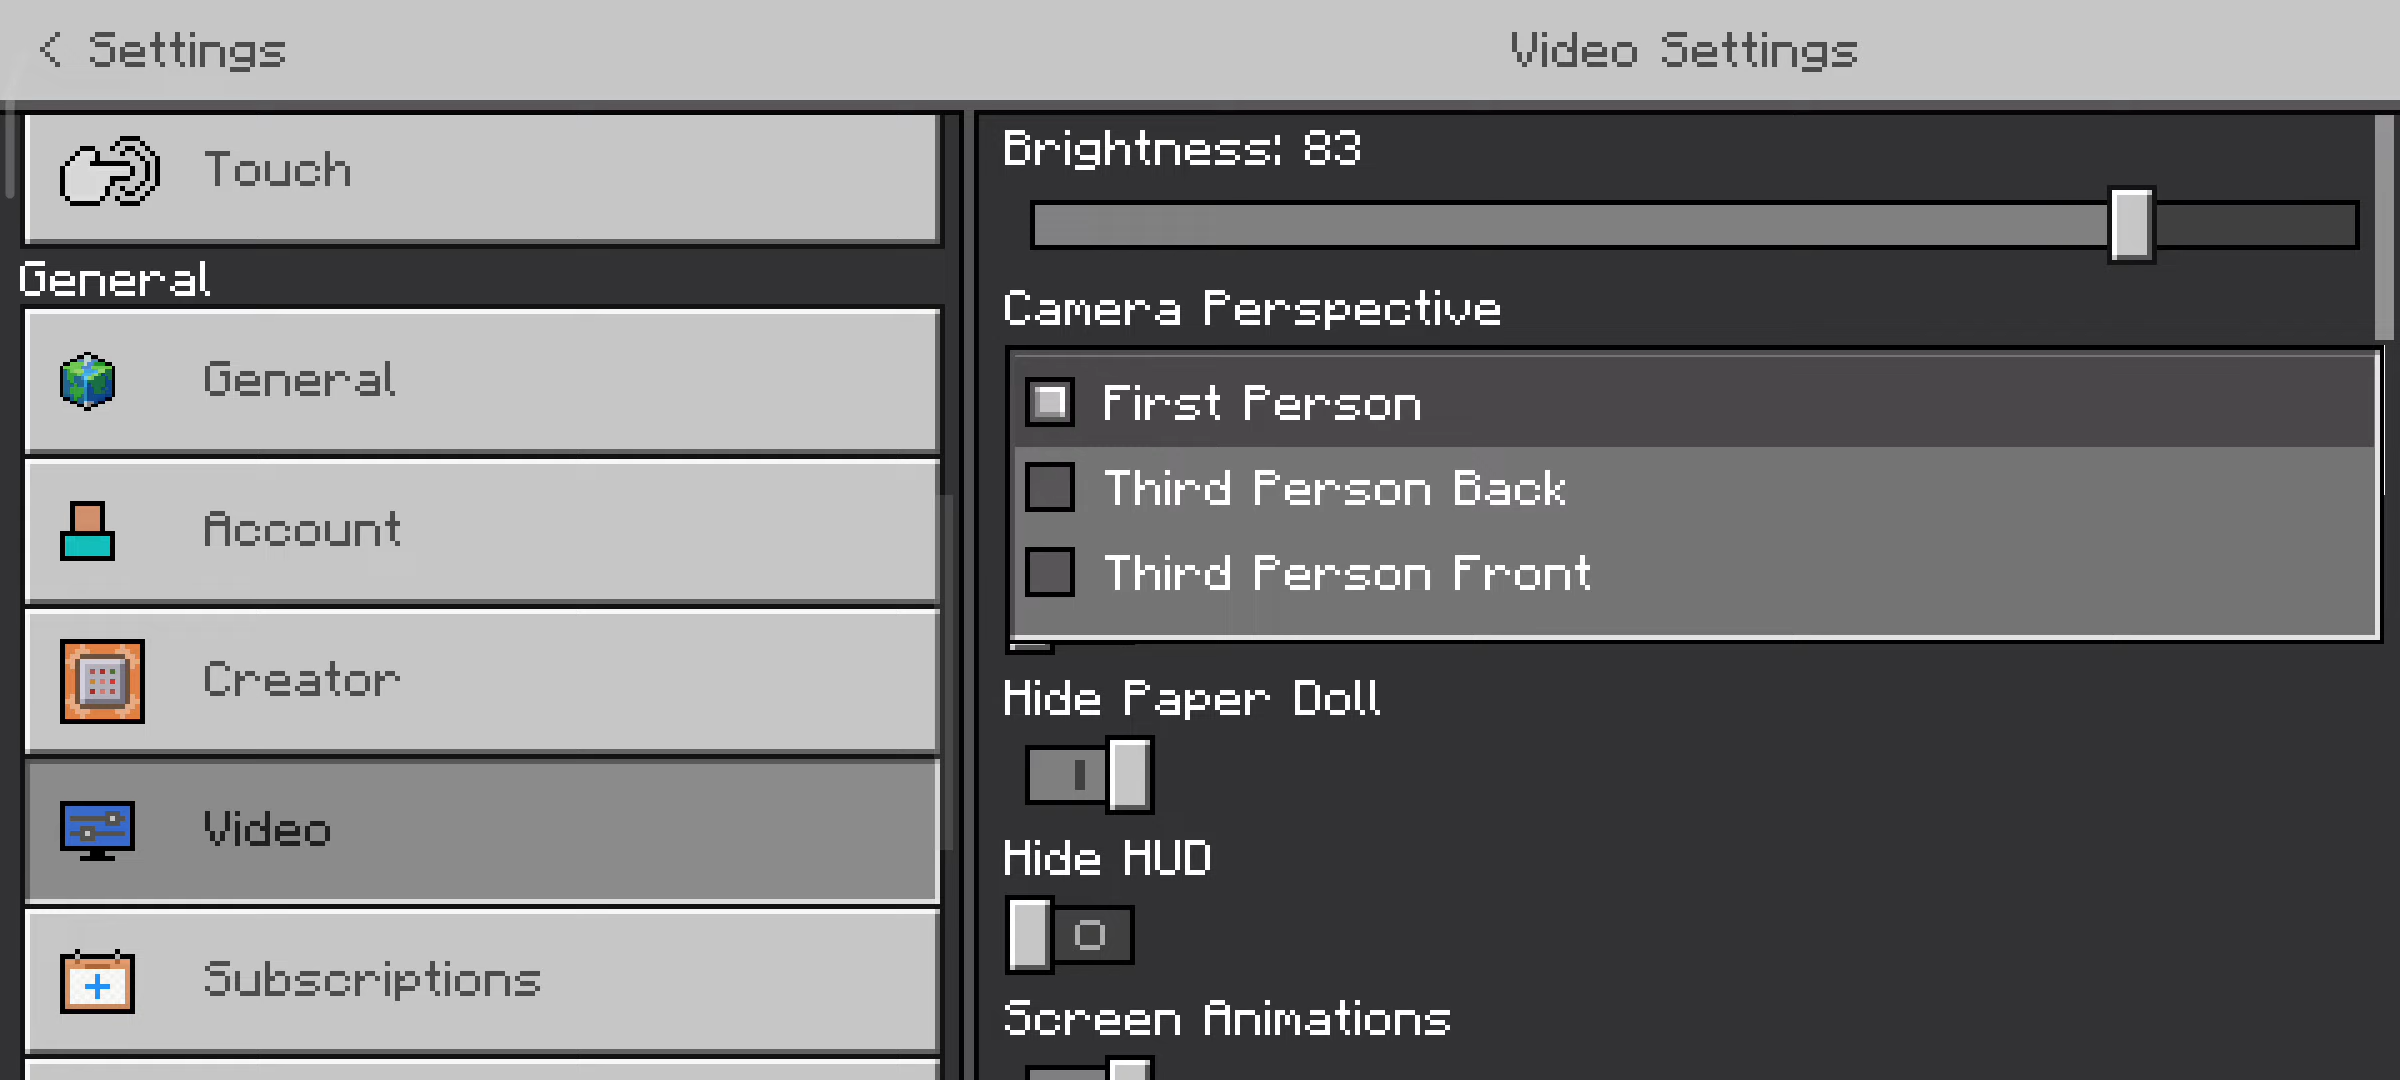 < Settings
Video Settings
Touch
General
General
Account
Creator
Video
Subscriptions
Brightness: 83
Camera Perspective
First Person
Third Person Back
Third Person Front
Hide Paper Doll
Hide HUD
Screen Animations